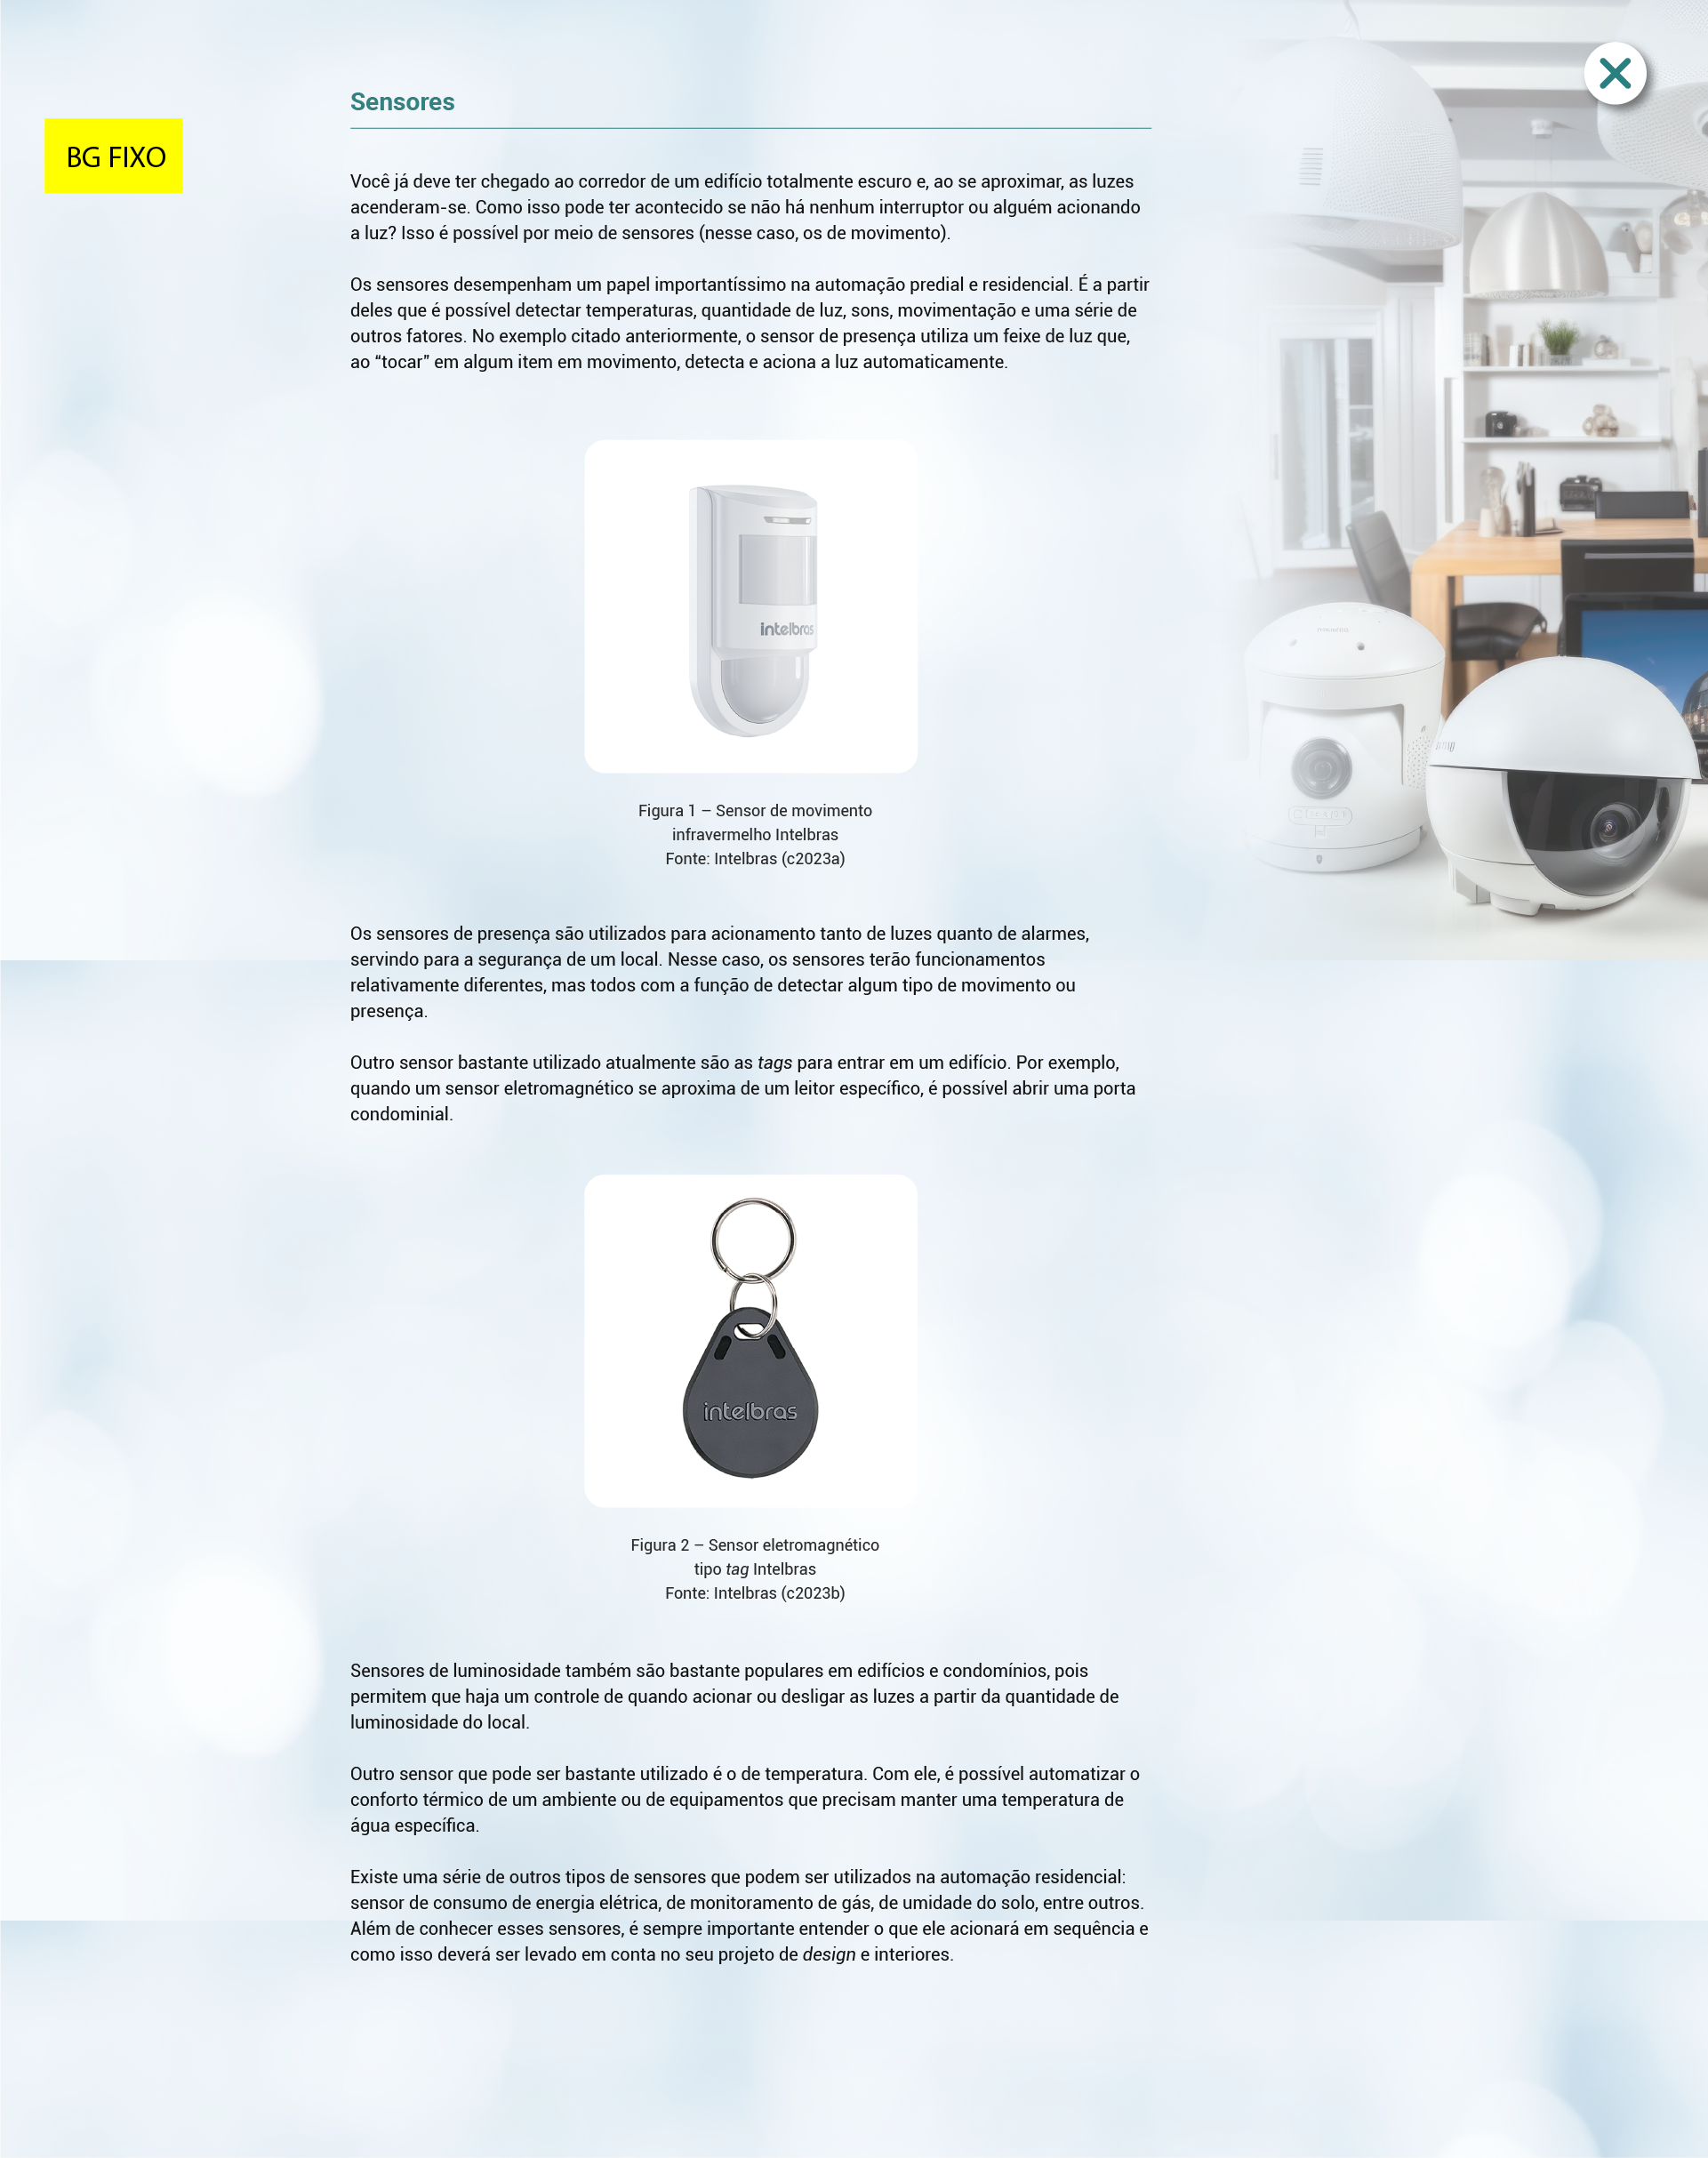 Sensores
BG FIXO
Você já deve ter chegado ao corredor de um edifício totalmente escuro e, ao se aproximar, as luzes
acenderam-se. Como isso pode ter acontecido se não há nenhum interruptor ou alguém acionando
a luz? Isso é possível por meio de sensores (nesse caso, os de movimento).
Os sensores desempenham um papel importantíssimo na automação predial e residencial. É a partir
deles que é possível detectar temperaturas, quantidade de luz, sons, movimentação e uma série de
outros fatores. No exemplo citado anteriormente, o sensor de presença utiliza um feixe de luz que,
ao “tocar” em algum item em movimento, detecta e aciona a luz automaticamente.
intelbras
Figura 1 – Sensor de movimento
infravermelho Intelbras
Fonte: Intelbras (c2023a)
Os sensores de presença são utilizados para acionamento tanto de luzes quanto de alarmes,
servindo para a segurança de um local. Nesse caso, os sensores terão funcionamentos
relativamente diferentes, mas todos com a função de detectar algum tipo de movimento ou
presença.
Outro sensor bastante utilizado atualmente são as tags para entrar em um edifício. Por exemplo,
quando um sensor eletromagnético se aproxima de um leitor específico, é possível abrir uma porta
condominial.
intelbras
Figura 2 – Sensor eletromagnético
tipo tag Intelbras
Fonte: Intelbras (c2023b)
Sensores de luminosidade também são bastante populares em edifícios e condomínios, pois
permitem que haja um controle de quando acionar ou desligar as luzes a partir da quantidade de
luminosidade do local.
Outro sensor que pode ser bastante utilizado é o de temperatura. Com ele, é possível automatizar o
conforto térmico de um ambiente ou de equipamentos que precisam manter uma temperatura de
água específica.
Existe uma série de outros tipos de sensores que podem ser utilizados na automação residencial:
sensor de consumo de energia elétrica, de monitoramento de gás, de umidade do solo, entre outros.
Além de conhecer esses sensores, é sempre importante entender o que ele acionará em sequência e
como isso deverá ser levado em conta no seu projeto de design e interiores.